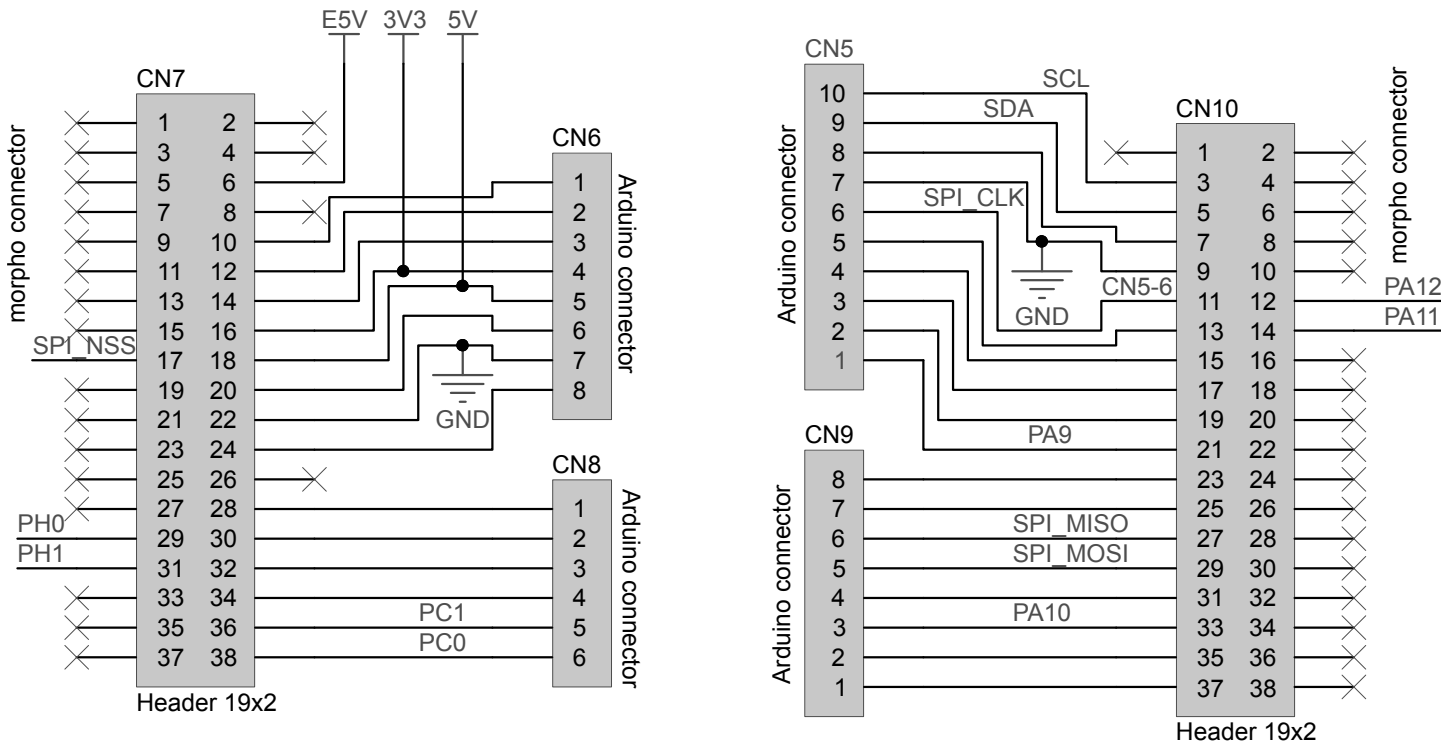 E5V 3V3 5V
CN7
morpho connector
1 2
3 4
5 6
7 8
9 10
11 12
13 14
15 16
17 18
19 20
21 22
23 24
25 26
27 28
29 30
31 32
33 34
35 36
37 38
Header 19x2
SPI_NSS
PH0
PH1
GND
PC1
PC0
CN6
1
2
3
4
5
6
7
8
Arduino connector
CN8
1
2
3
4
5
6
Arduino connector
CN5
Arduino connector
10
9
8
7
6
5
4
3
2
1
SCL
SDA
SPI_CLK
GND
CN5-6
PA9
CN9
Arduino connector
8
7
6
5
4
3
2
1
SPI_MISO
SPI_MOSI
PA10
CN10
1 2
3 4
5 6
7 8
9 10
11 12
13 14
15 16
17 18
19 20
21 22
23 24
25 26
27 28
29 30
31 32
33 34
35 36
37 38
Header 19x2
morpho connector
PA12
PA11